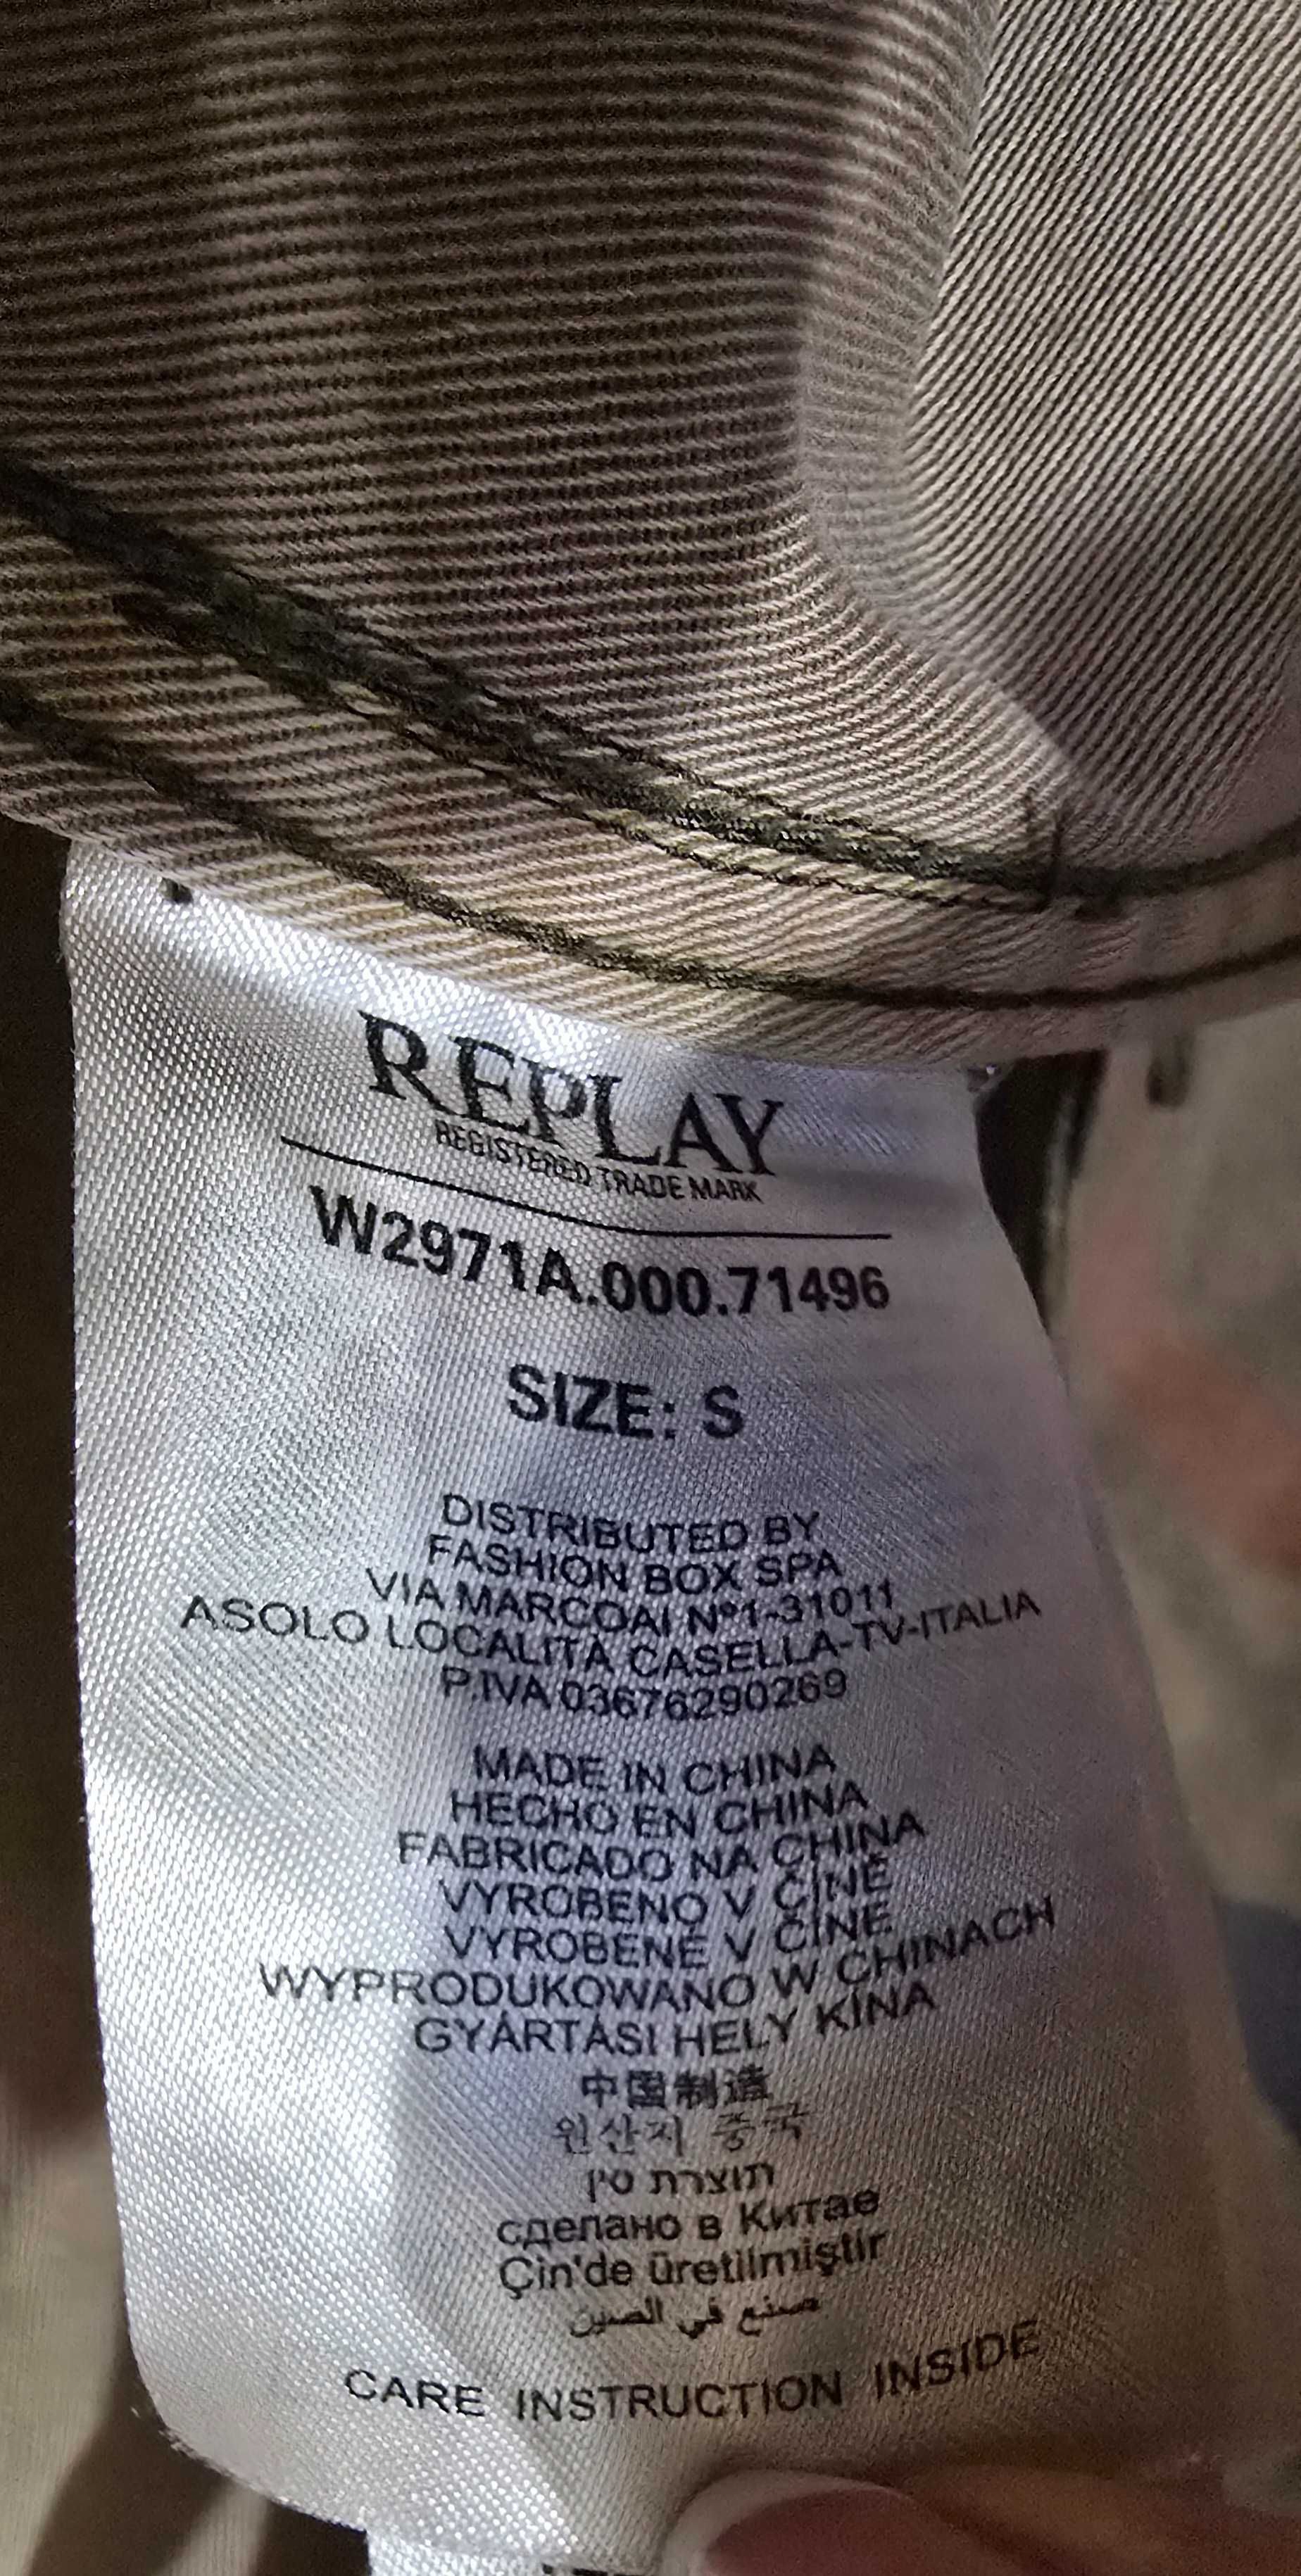 REPLAY
REGISTERED TRADE MARK
W2971A.000.71496
SIZE: S
DISTRIBUTED BY
FASHION BOX SPA
VIA MARCOAI Nº1-31011
ASOLO LOCALITÀ CASELLA-TV-ITALIA
P.IVA 03676290269
MADE IN CHINA
HECHO EN CHINA
FABRICADO NA CHINA
VYROBENO V ČÍNĚ
VYROBENÉ V ČÍNE
WYPRODUKOWANO W CHINACH
GYÁRTÁSI HELY KÍNA
中国制造
원산지 중국
תוצרת סין
сделано в Китае
Çin'de üretilmiştir
صنع في الصين
CARE INSTRUCTION INSIDE